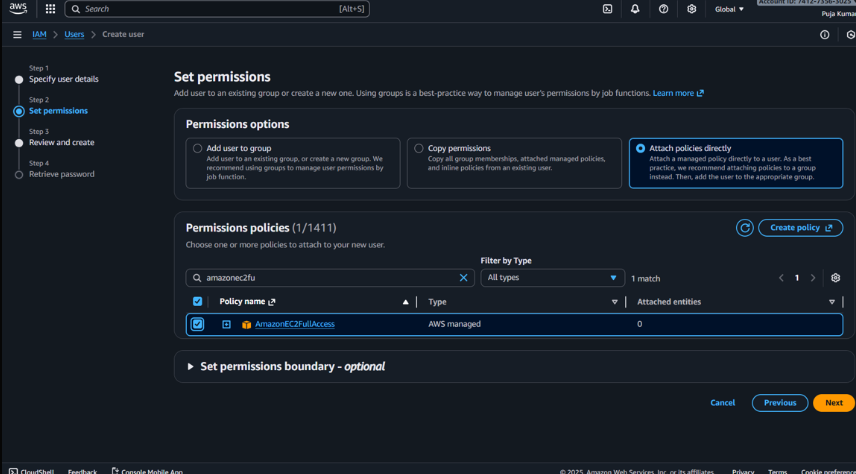 aws
Search
[Alt+S]
Global
Puja Kumar
IAM > Users > Create user
Step 1
Specify user details
Step 2
Set permissions
Step 3
Review and create
Step 4
Retrieve password
Set permissions
Add user to an existing group or create a new one. Using groups is a best-practice way to manage user's permissions by job functions. Learn more
Permissions options
Add user to group
Add user to an existing group, or create a new group. We
recommend using groups to manage user permissions by
job function.
Copy permissions
Copy all group memberships, attached managed policies,
and inline policies from an existing user.
Attach policies directly
Attach a managed policy directly to a user. As a best
practice, we recommend attaching policies to a group
instead. Then, add the user to the appropriate group.
Permissions policies (1/1411)
Create policy
Choose one or more policies to attach to your new user.
Filter by Type
amazonec2fu
All types
1 match
1
Policy name
Type
Attached entities
AmazonEC2FullAccess
AWS managed
0
Set permissions boundary - optional
Cancel
Previous
Next
CloudShell
Feedback
Console Mobile App
© 2025, Amazon Web Services, Inc. or its affiliates.
Privacy
Terms
Cookie preference